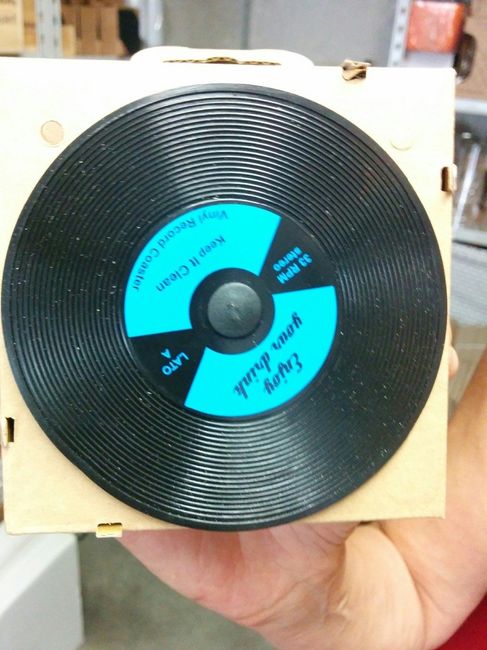 Vinyl Record Coaster
Keep It Clean
33 RPM
stereo
LATO
A
Enjoy
your drink